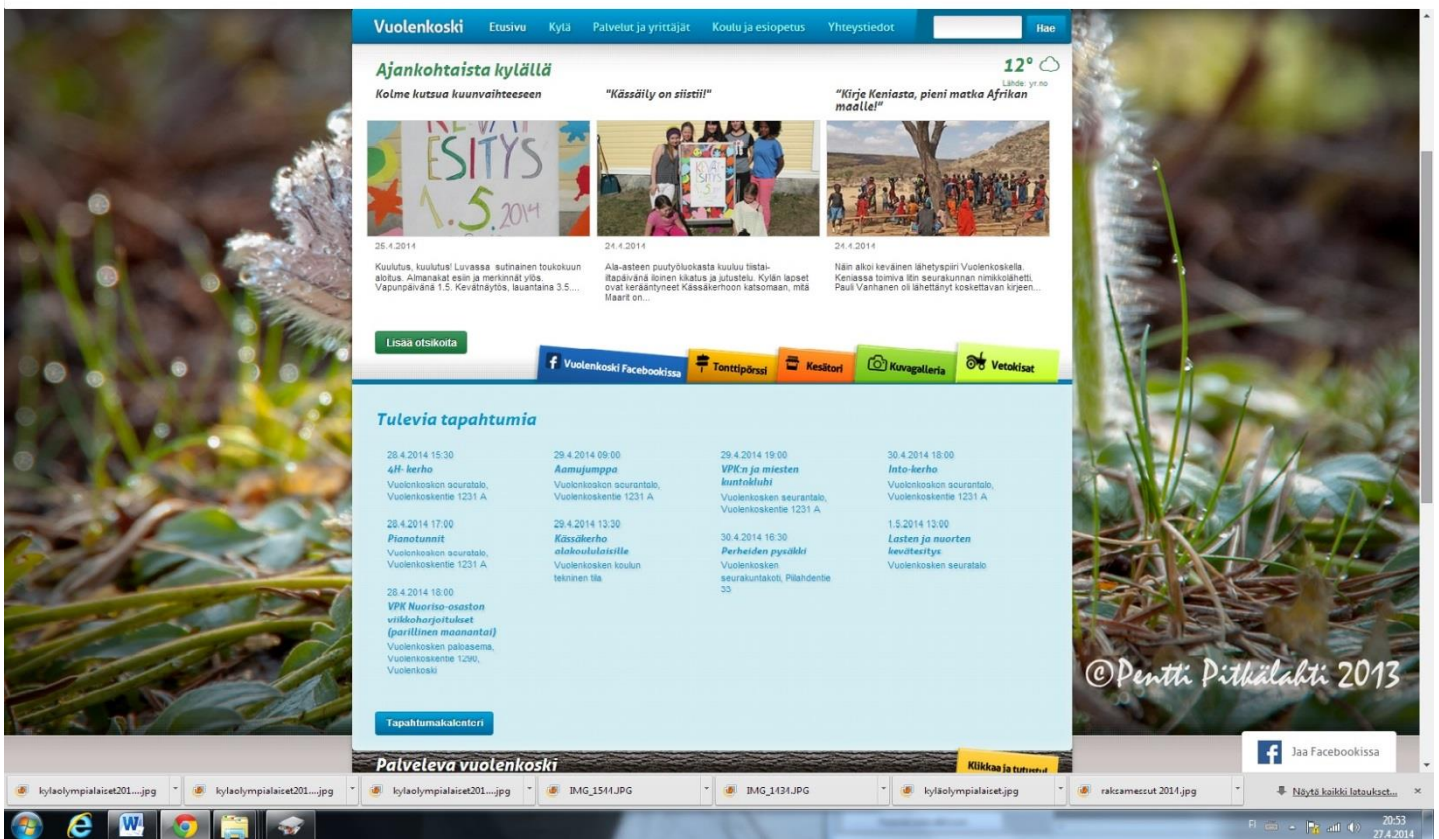 Vuolenkoski Etusivu Kylä Palvelut ja yrittäjät Koulu ja esiopetus Yhteystiedot Hae
Ajankohtaista kylällä
12°
Lähde: yr.no
Kolme kutsua kuunvaihteeseen
"Kässäily on siistii!"
"Kirje Keniasta, pieni matka Afrikan
maalle!"
KEVÄT
ESITYS
1.5.2014
25.4.2014
Kuulutus, kuulutus! Luvassa sutinainen toukokuun
aloitus. Almanakat esiin ja merkinnät ylös.
Vapunpäivänä 1.5. Kevätnäytös, lauantaina 3.5....
24.4.2014
Ala-asteen puutyöluokasta kuuluu tiistai-
iltapäivänä iloinen kikatus ja jutustelu. Kylän lapset
ovat kerääntyneet Kässäkerhoon katsomaan, mitä
Maarit on...
24.4.2014
Näin alkoi keväinen lähetyspiiri Vuolenkoskella.
Keniassa toimiva Iitin seurakunnan nimikkolähetti,
Pauli Vanhanen oli lähettänyt koskettavan kirjeen...
Lisää otsikoita
Vuolenkoski Facebookissa
Tonttipörssi
Kesätori
Kuvagalleria
Vetokisat
Tulevia tapahtumia
28.4.2014 15:30
4H- kerho
Vuolenkosken seuratalo,
Vuolenkoskentie 1231 A
28.4.2014 17:00
Pianotunnit
Vuolenkosken seuratalo,
Vuolenkoskentie 1231 A
28.4.2014 18:00
VPK Nuoriso-osaston
viikkoharjoitukset
(parillinen maanantai)
Vuolenkosken paloasema,
Vuolenkoskentie 1290,
Vuolenkoski
29.4.2014 09:00
Aamujumppa
Vuolenkosken seurantalo,
Vuolenkoskentie 1231 A
29.4.2014 13:30
Kässäkerho
alakoululaisille
Vuolenkosken koulun
tekninen tila
29.4.2014 19:00
VPK:n ja miesten
kuntoklubi
Vuolenkosken seurantalo,
Vuolenkoskentie 1231 A
30.4.2014 16:30
Perheiden pysäkki
Vuolenkosken
seurakuntakoti, Piilahdentie
33
30.4.2014 18:00
Into-kerho
Vuolenkosken seurantalo,
Vuolenkoskentie 1231 A
1.5.2014 13:00
Lasten ja nuorten
kevätesitys
Vuolenkosken seuratalo
Tapahtumakalenteri
©Pentti Pitkälahti 2013
Palveleva vuolenkoski
Klikkaa ja tutustu!
Jaa Facebookissa
kylaolympialaiset201....jpg kylaolympialaiset201....jpg kylaolympialaiset201....jpg IMG_1544.JPG IMG_1434.JPG kyläolympialaiset.jpg raksamessut 2014.jpg Näytä kaikki lataukset...
FI 20:53
27.4.2014